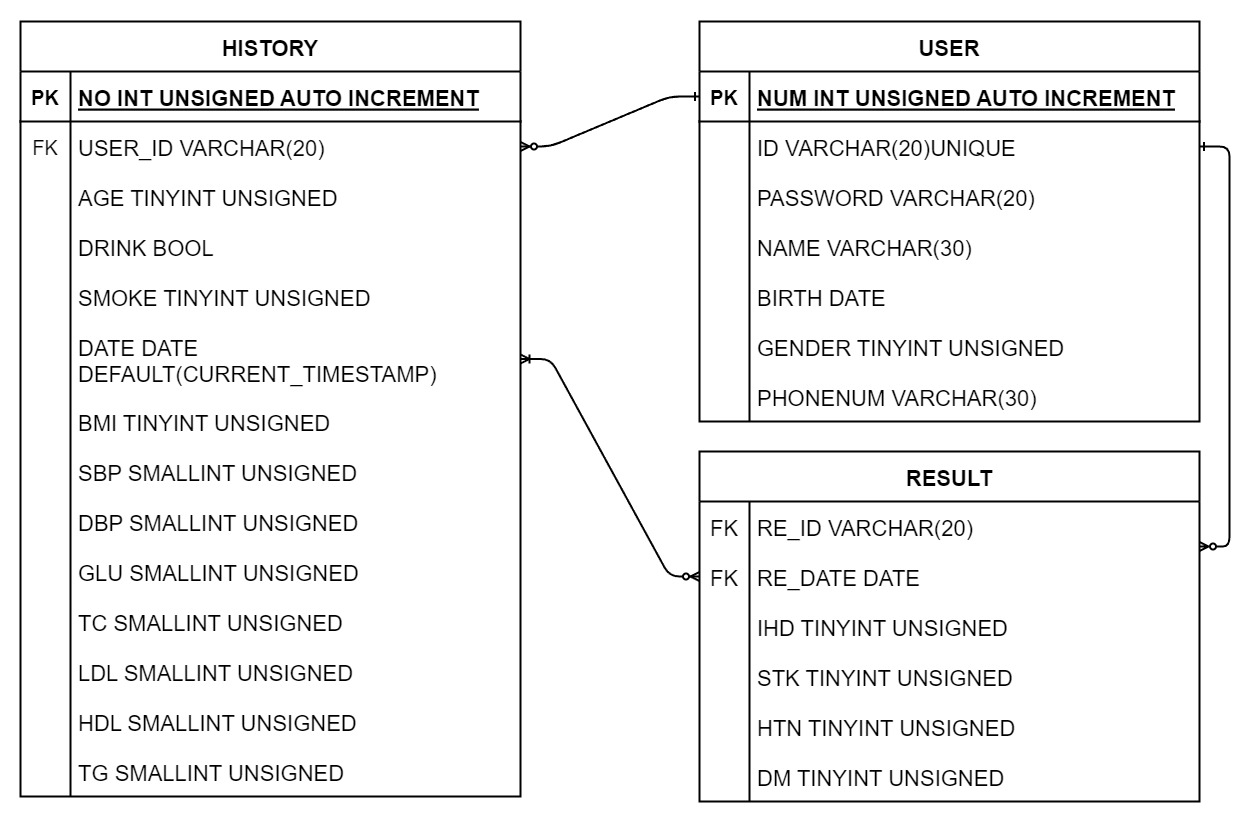 HISTORY
PK NO INT UNSIGNED AUTO INCREMENT
FK USER_ID VARCHAR(20)
AGE TINYINT UNSIGNED
DRINK BOOL
SMOKE TINYINT UNSIGNED
DATE DATE
DEFAULT(CURRENT_TIMESTAMP)
BMI TINYINT UNSIGNED
SBP SMALLINT UNSIGNED
DBP SMALLINT UNSIGNED
GLU SMALLINT UNSIGNED
TC SMALLINT UNSIGNED
LDL SMALLINT UNSIGNED
HDL SMALLINT UNSIGNED
TG SMALLINT UNSIGNED
USER
PK NUM INT UNSIGNED AUTO INCREMENT
ID VARCHAR(20)UNIQUE
PASSWORD VARCHAR(20)
NAME VARCHAR(30)
BIRTH DATE
GENDER TINYINT UNSIGNED
PHONENUM VARCHAR(30)
RESULT
FK RE_ID VARCHAR(20)
FK RE_DATE DATE
IHD TINYINT UNSIGNED
STK TINYINT UNSIGNED
HTN TINYINT UNSIGNED
DM TINYINT UNSIGNED